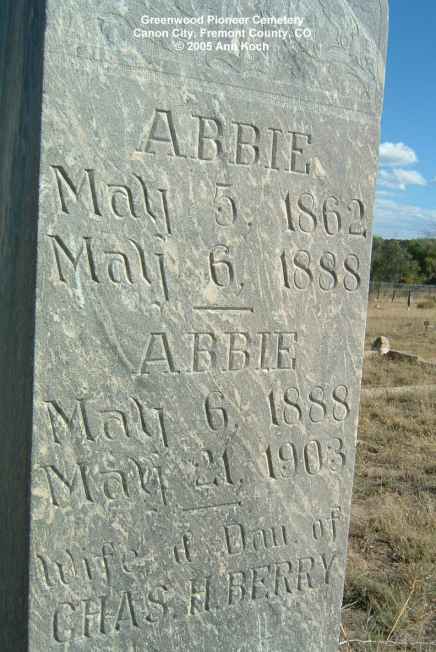 Greenwood Pioneer Cemetery
Canon City, Fremont County, CO
© 2005 Ann Koch
ABBIE
May 5, 1862
May 6, 1888
ABBIE
May 6, 1888
May 21, 1903
Wife & Dau. of
CHAS. H. BERRY